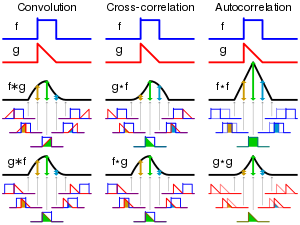 Convolution Cross-correlation Autocorrelation
f f f
g g g
f∗g g⋆f f⋆f
g∗f f⋆g g⋆g